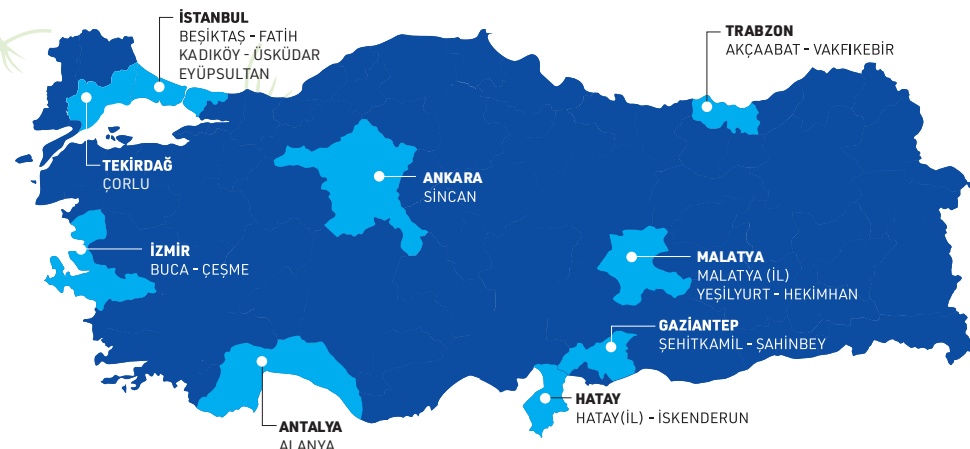 İSTANBUL
BEŞİKTAŞ - FATİH
KADIKÖY - ÜSKÜDAR
EYÜPSULTAN
TRABZON
AKÇAABAT - VAKFIKEBİR
TEKİRDAĞ
ÇORLU
ANKARA
SİNCAN
İZMİR
BUCA - ÇEŞME
MALATYA
MALATYA (İL)
YEŞİLYURT - HEKİMHAN
GAZİANTEP
ŞEHİTKAMİL - ŞAHİNBEY
HATAY
HATAY(İL) - İSKENDERUN
ANTALYA
ALANYA